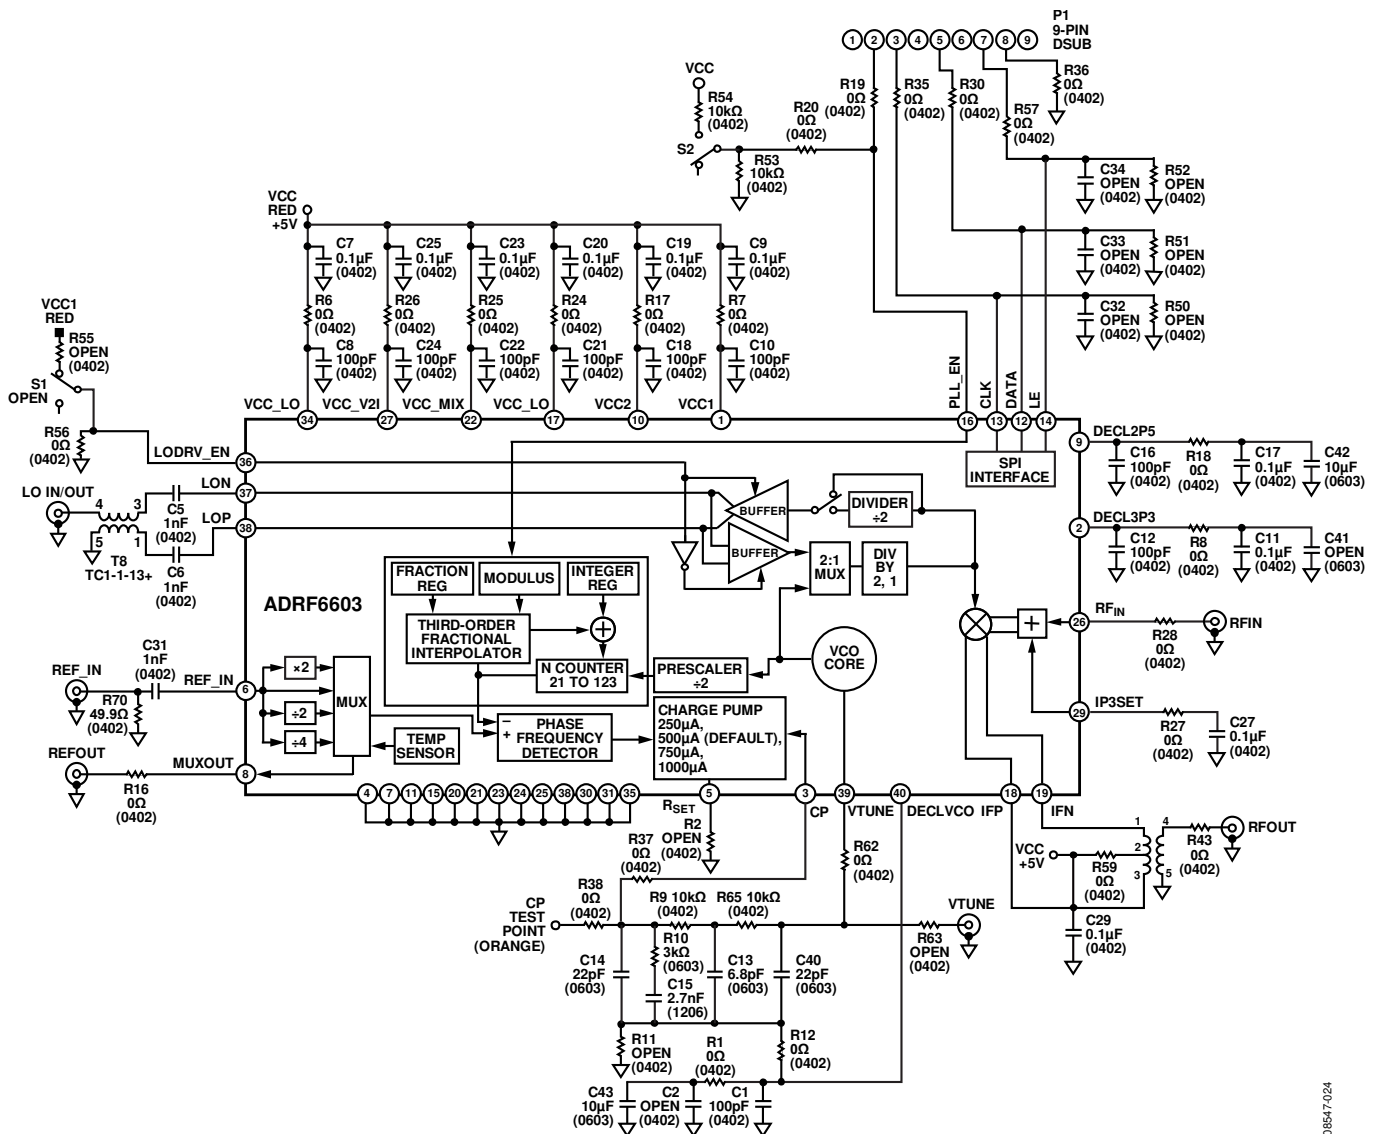 P1
9-PIN
DSUB
1 2 3 4 5 6 7 8 9
VCC
R54
10kΩ
(0402)
S2
R53
10kΩ
(0402)
R20
0Ω
(0402)
R19
0Ω
(0402)
R35
0Ω
(0402)
R30
0Ω
(0402)
R57
0Ω
(0402)
R36
0Ω
(0402)
C34
OPEN
(0402)
R52
OPEN
(0402)
C33
OPEN
(0402)
R51
OPEN
(0402)
C32
OPEN
(0402)
R50
OPEN
(0402)
VCC
RED
+5V
C7
0.1µF
(0402)
C25
0.1µF
(0402)
C23
0.1µF
(0402)
C20
0.1µF
(0402)
C19
0.1µF
(0402)
C9
0.1µF
(0402)
R6
0Ω
(0402)
R26
0Ω
(0402)
R25
0Ω
(0402)
R24
0Ω
(0402)
R17
0Ω
(0402)
R7
0Ω
(0402)
C8
100pF
(0402)
C24
100pF
(0402)
C22
100pF
(0402)
C21
100pF
(0402)
C18
100pF
(0402)
C10
100pF
(0402)
VCC1
RED
R55
OPEN
(0402)
S1
OPEN
R56
0Ω
(0402)
VCC_LO
VCC_V2I
VCC_MIX
VCC_LO
VCC2
VCC1
PLL_EN
CLK
DATA
LE
34 27 22 17 10 1 16 13 12 14
LODRV_EN
36
LON
37
LOP
38
LO IN/OUT
4 3
5 1
C5
1nF
(0402)
T8
TC1-1-13+
C6
1nF
(0402)
SPI
INTERFACE
9
DECL2P5
C16
100pF
(0402)
R18
0Ω
(0402)
C17
0.1µF
(0402)
C42
10µF
(0603)
2
DECL3P3
C12
100pF
(0402)
R8
0Ω
(0402)
C11
0.1µF
(0402)
C41
OPEN
(0603)
BUFFER
DIVIDER
÷2
BUFFER
2:1
MUX
DIV
BY
2, 1
ADRF6603
FRACTION
REG
MODULUS
INTEGER
REG
THIRD-ORDER
FRACTIONAL
INTERPOLATOR
+
N COUNTER
21 TO 123
PRESCALER
÷2
VCO
CORE
+
26
RFIN
R28
0Ω
(0402)
RFIN
29
IP3SET
R27
0Ω
(0402)
C27
0.1µF
(0402)
REF_IN
C31
1nF
(0402)
R70
49.9Ω
(0402)
REF_IN
6
×2
÷2
÷4
MUX
TEMP
SENSOR
–
+
PHASE
FREQUENCY
DETECTOR
CHARGE PUMP
250µA,
500µA (DEFAULT),
750µA,
1000µA
REFOUT
R16
0Ω
(0402)
MUXOUT
8
4 7 11 15 20 21 23 24 25 38 30 31 35
5 3 39 40 18 19
RSET
CP
VTUNE
DECLVCO
IFP
IFN
R2
OPEN
(0402)
R37
0Ω
(0402)
R62
0Ω
(0402)
R38
0Ω
(0402)
CP
TEST
POINT
(ORANGE)
R9 10kΩ
(0402)
R65 10kΩ
(0402)
R10
3kΩ
(0603)
C14
22pF
(0603)
C15
2.7nF
(1206)
C13
6.8pF
(0603)
C40
22pF
(0603)
VTUNE
R63
OPEN
(0402)
R11
OPEN
(0402)
R12
0Ω
(0402)
R1
0Ω
(0402)
C43
10µF
(0603)
C2
OPEN
(0402)
C1
100pF
(0402)
VCC
+5V
R59
0Ω
(0402)
C29
0.1µF
(0402)
1
2
3
4
5
R43
0Ω
(0402)
RFOUT
08547-024